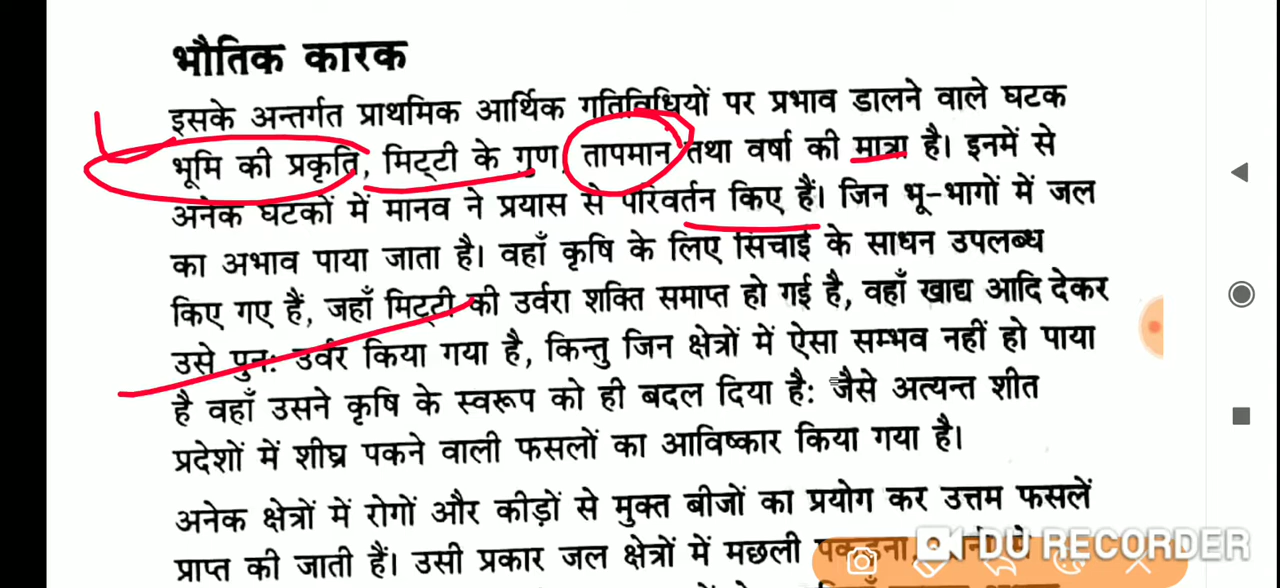 भौतिक कारक
इसके अन्तर्गत प्राथमिक आर्थिक गतिविधियों पर प्रभाव डालने वाले घटक
भूमि की प्रकृति, मिट्टी के गुण, तापमान तथा वर्षा की मात्रा है। इनमें से
अनेक घटकों में मानव ने प्रयास से परिवर्तन किए हैं। जिन भू-भागों में जल
का अभाव पाया जाता है। वहाँ कृषि के लिए सिंचाई के साधन उपलब्ध
किए गए हैं, जहाँ मिट्टी की उर्वरा शक्ति समाप्त हो गई है, वहाँ खाद्य आदि देकर
उसे पुनः उर्वर किया गया है, किन्तु जिन क्षेत्रों में ऐसा सम्भव नहीं हो पाया
है वहाँ उसने कृषि के स्वरूप को ही बदल दिया है: जैसे अत्यन्त शीत
प्रदेशों में शीघ्र पकने वाली फसलों का आविष्कार किया गया है।
अनेक क्षेत्रों में रोगों और कीड़ों से मुक्त बीजों का प्रयोग कर उत्तम फसलें
प्राप्त की जाती हैं। उसी प्रकार जल क्षेत्रों में मछली पकड़ना,
DU RECORDER